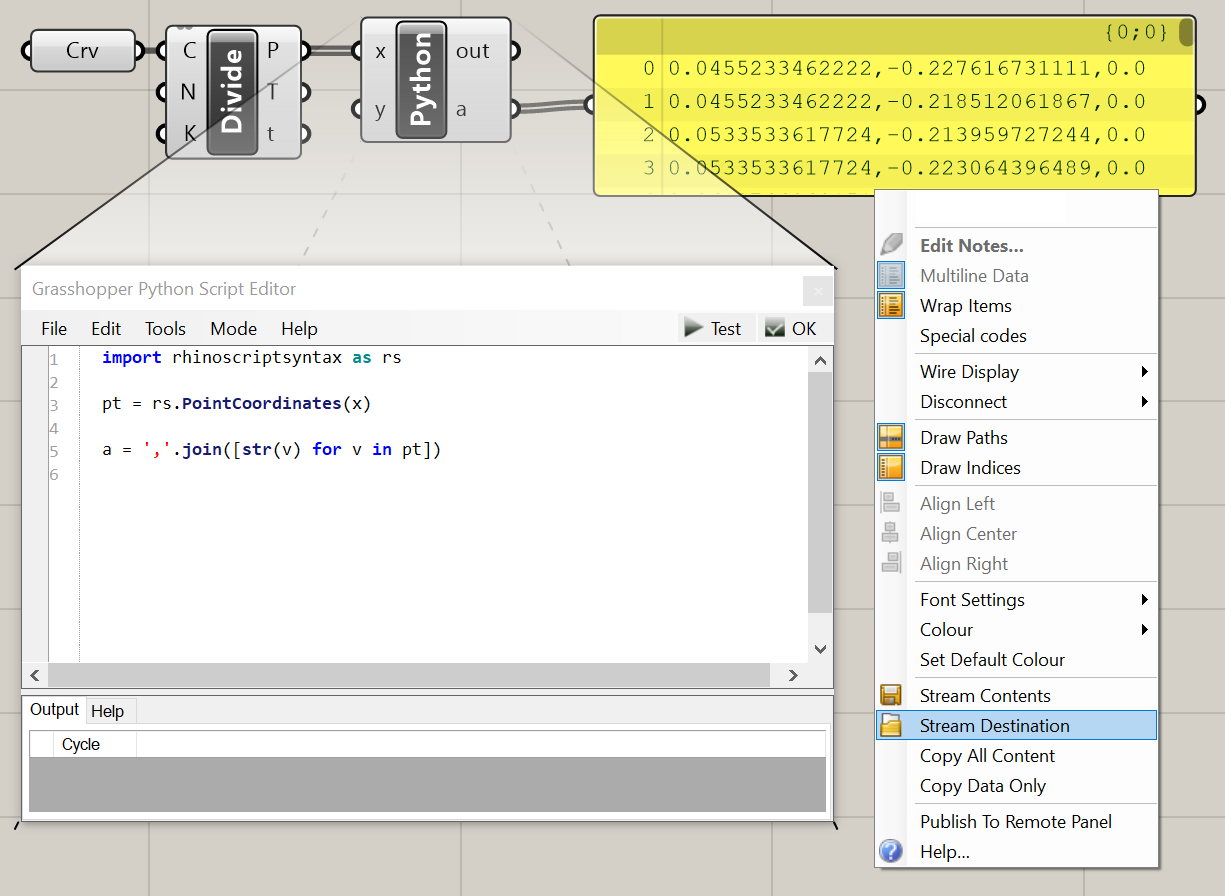 Crv
C
N
K
Divide
P
T
t
x
y
Python
out
a
{0;0}
0 0.0455233462222,-0.227616731111,0.0
1 0.0455233462222,-0.218512061867,0.0
2 0.0533533617724,-0.213959727244,0.0
3 0.0533533617724,-0.223064396489,0.0
Grasshopper Python Script Editor
File Edit Tools Mode Help Test OK
1 import rhinoscriptsyntax as rs
2
3 pt = rs.PointCoordinates(x)
4
5 a = ','.join([str(v) for v in pt])
6
Output Help
Cycle
Edit Notes...
Multiline Data
Wrap Items
Special codes
Wire Display
Disconnect
Draw Paths
Draw Indices
Align Left
Align Center
Align Right
Font Settings
Colour
Set Default Colour
Stream Contents
Stream Destination
Copy All Content
Copy Data Only
Publish To Remote Panel
Help...